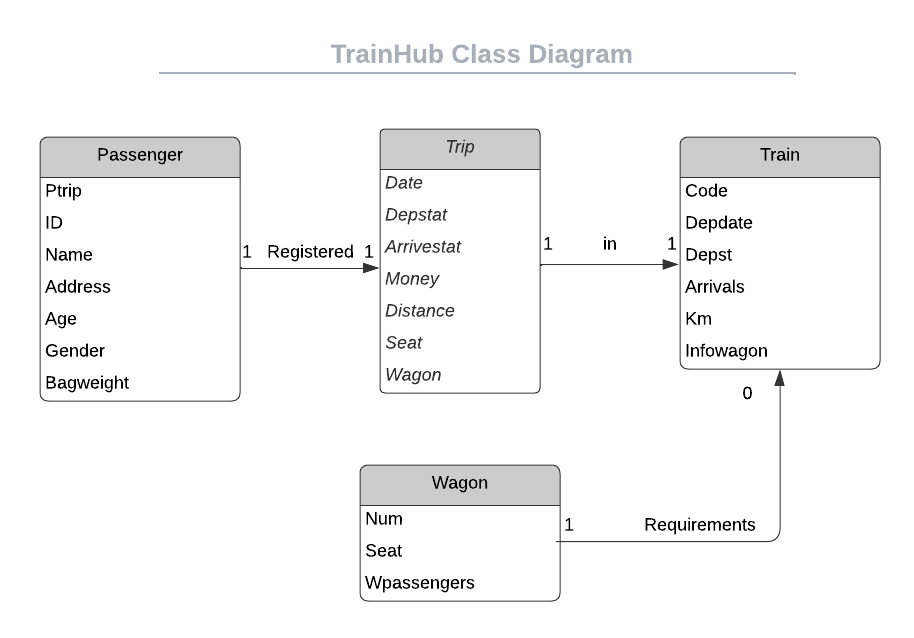 TrainHub Class Diagram
Passenger
Ptrip
ID
Name
Address
Age
Gender
Bagweight
1 Registered 1
Trip
Date
Depstat
Arrivestat
Money
Distance
Seat
Wagon
1 in 1
Train
Code
Depdate
Depst
Arrivals
Km
Infowagon
0
Wagon
Num
Seat
Wpassengers
1 Requirements